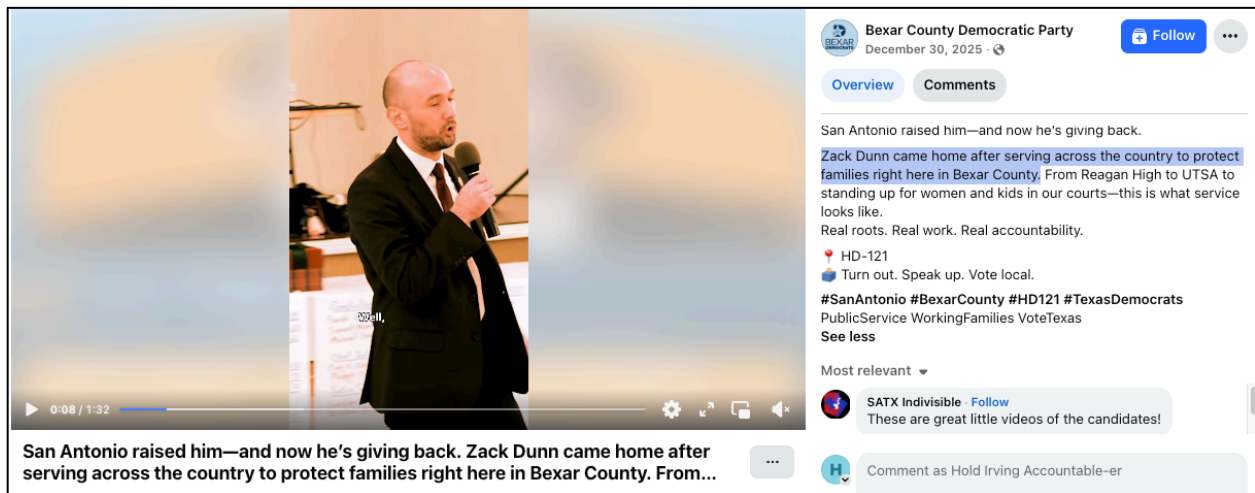 Well,
0:08 / 1:32
San Antonio raised him—and now he's giving back. Zack Dunn came home after
serving across the country to protect families right here in Bexar County. From...
BEXAR
DEMOCRATS
Bexar County Democratic Party
December 30, 2025
Follow
Overview
Comments
San Antonio raised him—and now he's giving back.
Zack Dunn came home after serving across the country to protect
families right here in Bexar County. From Reagan High to UTSA to
standing up for women and kids in our courts—this is what service
looks like.
Real roots. Real work. Real accountability.
HD-121
Turn out. Speak up. Vote local.
#SanAntonio #BexarCounty #HD121 #TexasDemocrats
PublicService WorkingFamilies VoteTexas
See less
Most relevant
SATX Indivisible · Follow
These are great little videos of the candidates!
H
Comment as Hold Irving Accountable-er